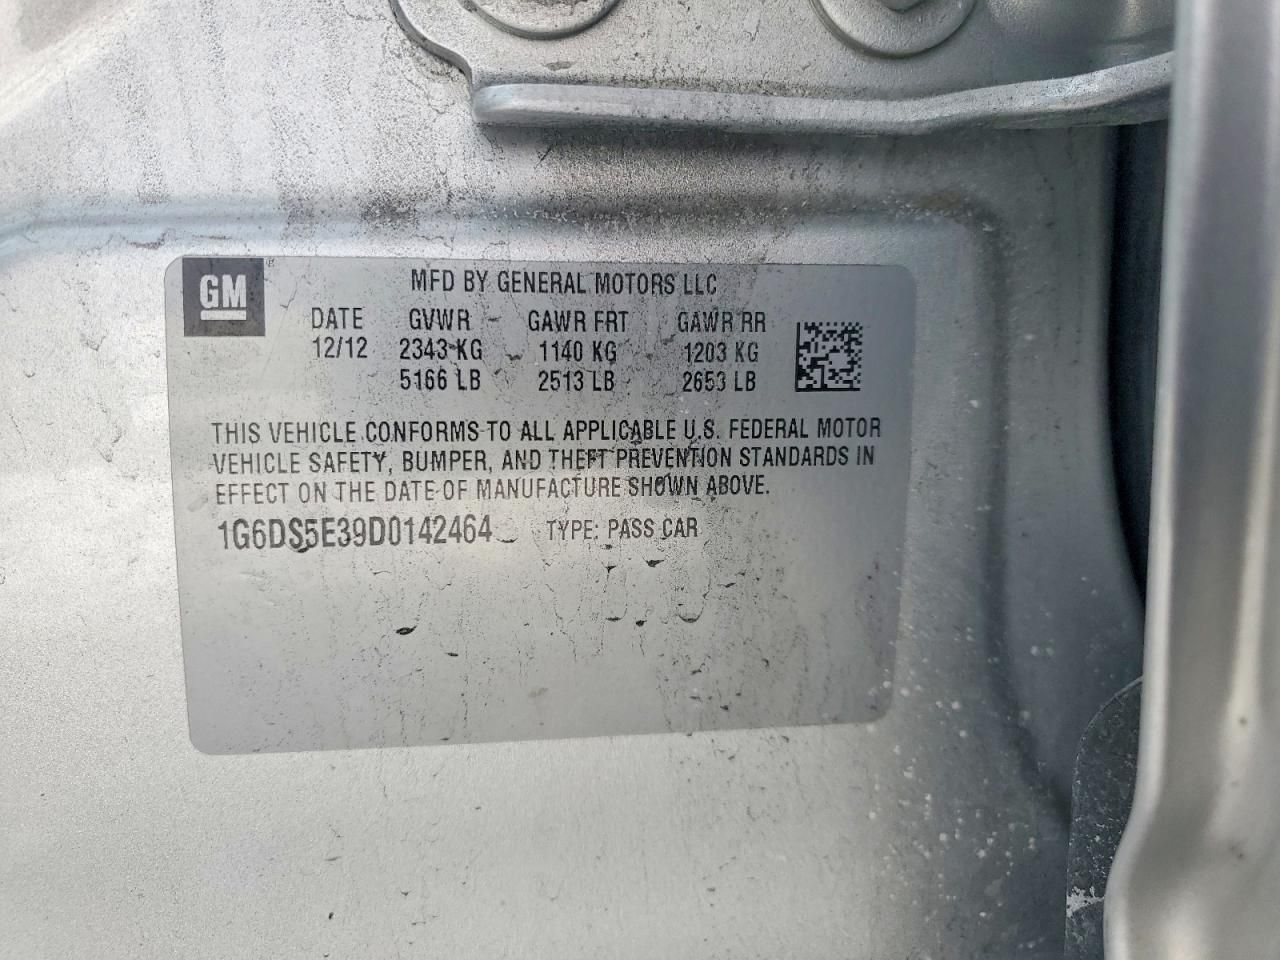 GM ®
MFD BY GENERAL MOTORS LLC
DATE GVWR GAWR FRT GAWR RR
12/12 2343 KG 1140 KG 1203 KG
5166 LB 2513 LB 2653 LB
THIS VEHICLE CONFORMS TO ALL APPLICABLE U.S. FEDERAL MOTOR
VEHICLE SAFETY, BUMPER, AND THEFT PREVENTION STANDARDS IN
EFFECT ON THE DATE OF MANUFACTURE SHOWN ABOVE.
1G6DS5E39D0142464 TYPE: PASS CAR